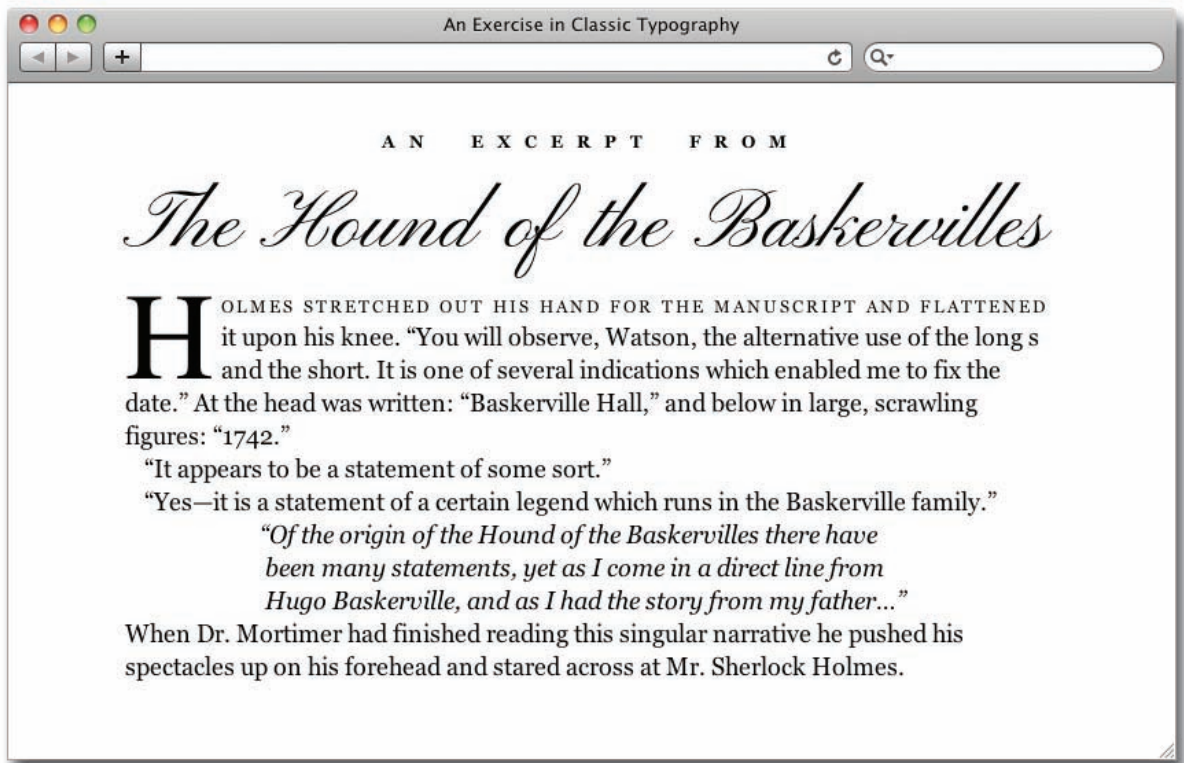 An Exercise in Classic Typography
AN EXCERPT FROM
The Hound of the Baskervilles
HOLMES STRETCHED OUT HIS HAND FOR THE MANUSCRIPT AND FLATTENED
it upon his knee. “You will observe, Watson, the alternative use of the long s
and the short. It is one of several indications which enabled me to fix the
date.” At the head was written: “Baskerville Hall,” and below in large, scrawling
figures: “1742.”
“It appears to be a statement of some sort.”
“Yes—it is a statement of a certain legend which runs in the Baskerville family.”
“Of the origin of the Hound of the Baskervilles there have
been many statements, yet as I come in a direct line from
Hugo Baskerville, and as I had the story from my father...”
When Dr. Mortimer had finished reading this singular narrative he pushed his
spectacles up on his forehead and stared across at Mr. Sherlock Holmes.